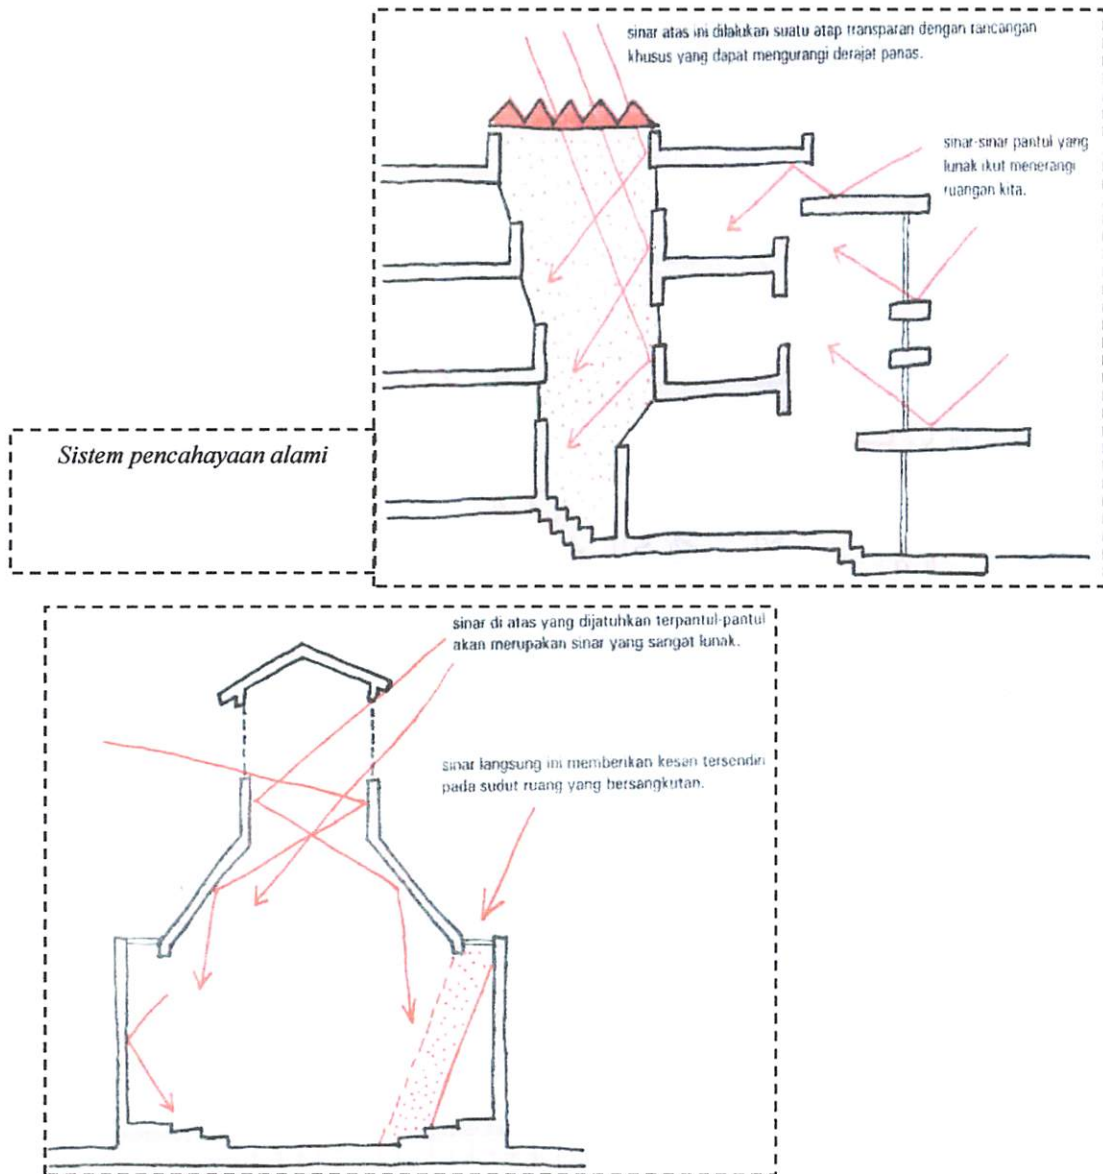 sinar atas ini dilalukan suatu atap transparan dengan rancangan
khusus yang dapat mengurangi derajat panas.
sinar-sinar pantul yang
lunak ikut menerangi
ruangan kita.
Sistem pencahayaan alami
sinar di atas yang dijatuhkan terpantul-pantul
akan merupakan sinar yang sangat lunak.
sinar langsung ini memberikan kesan tersendiri
pada sudut ruang yang bersangkutan.